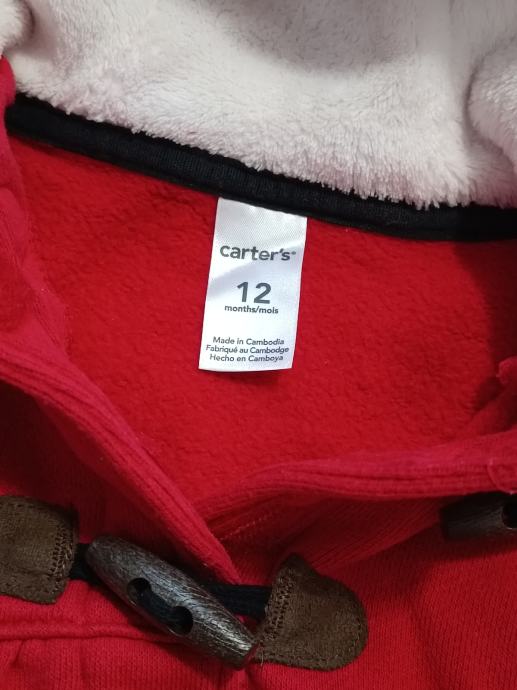 carter's®
12
months/mois
Made in Cambodia
Fabriqué au Cambodge
Hecho en Camboya